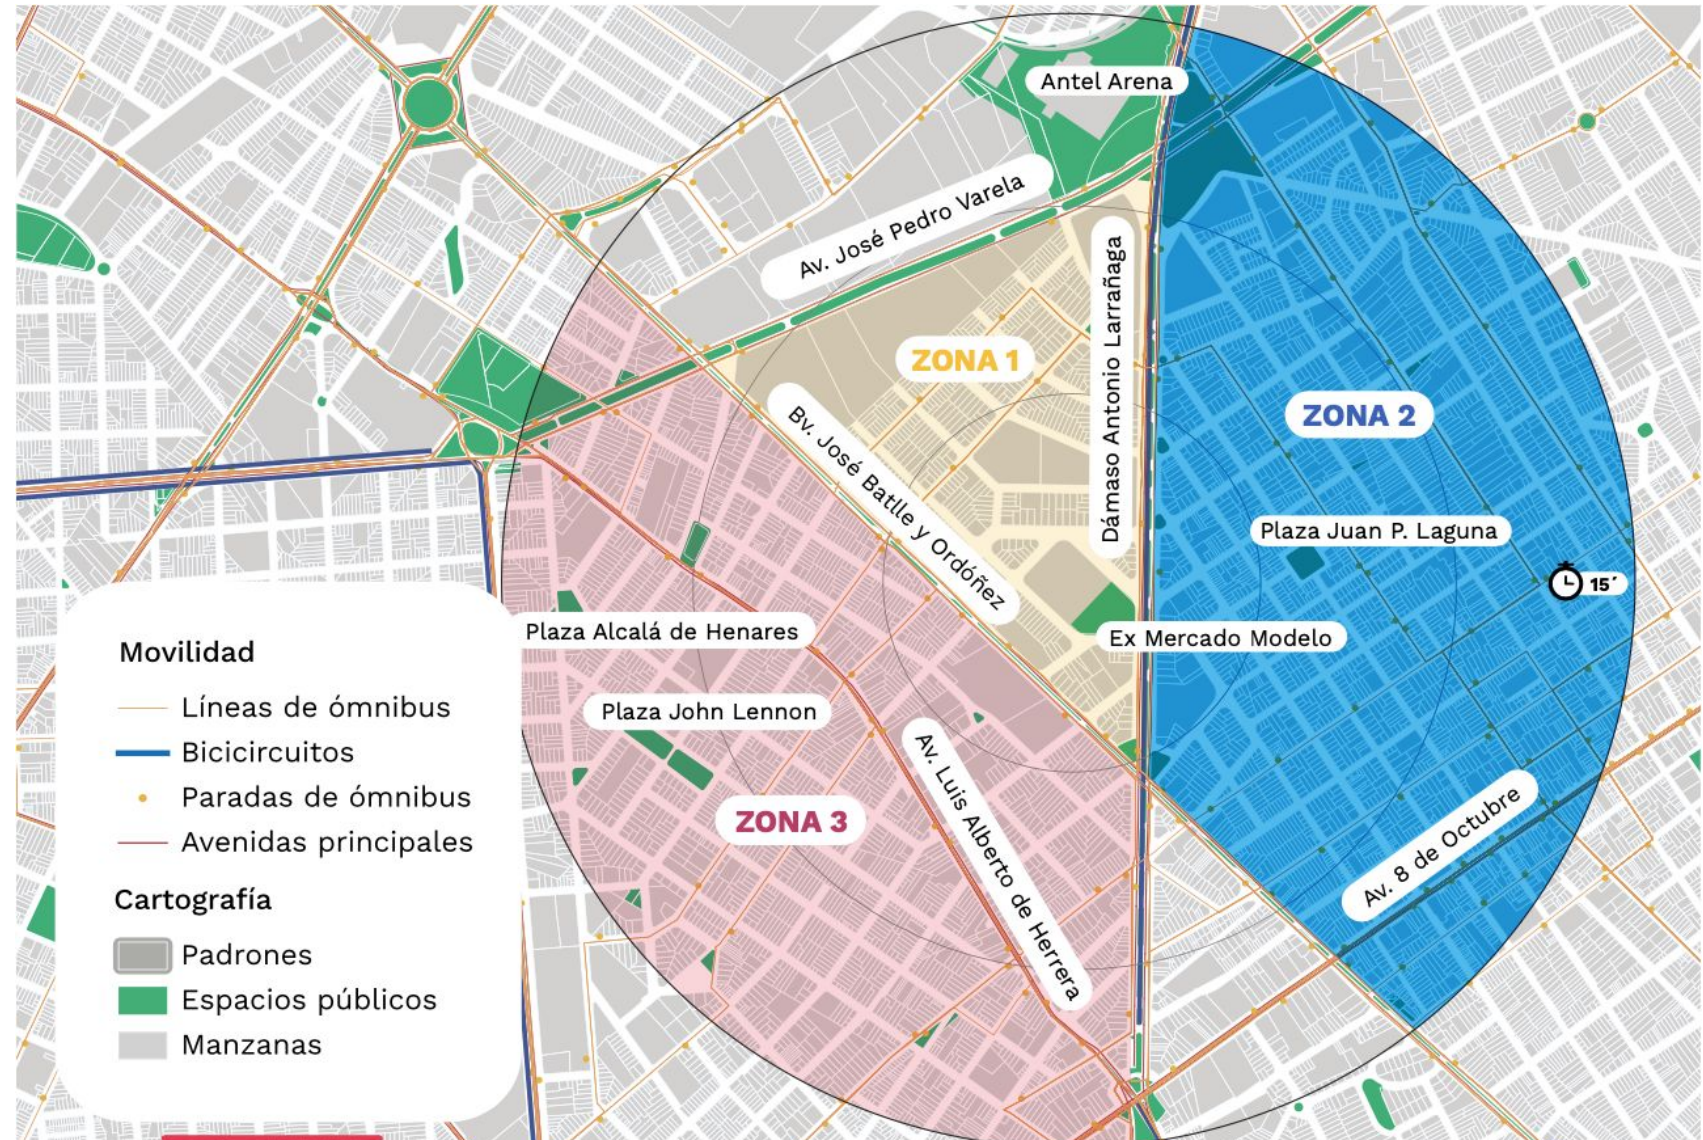 Antel Arena
Av. José Pedro Varela
Dámaso Antonio Larrañaga
ZONA 1
ZONA 2
Bv. José Batlle y Ordóñez
Plaza Juan P. Laguna
15´
Plaza Alcalá de Henares
Ex Mercado Modelo
Plaza John Lennon
ZONA 3
Av. Luis Alberto de Herrera
Av. 8 de Octubre
Movilidad
Líneas de ómnibus
Bicicircuitos
Paradas de ómnibus
Avenidas principales
Cartografía
Padrones
Espacios públicos
Manzanas